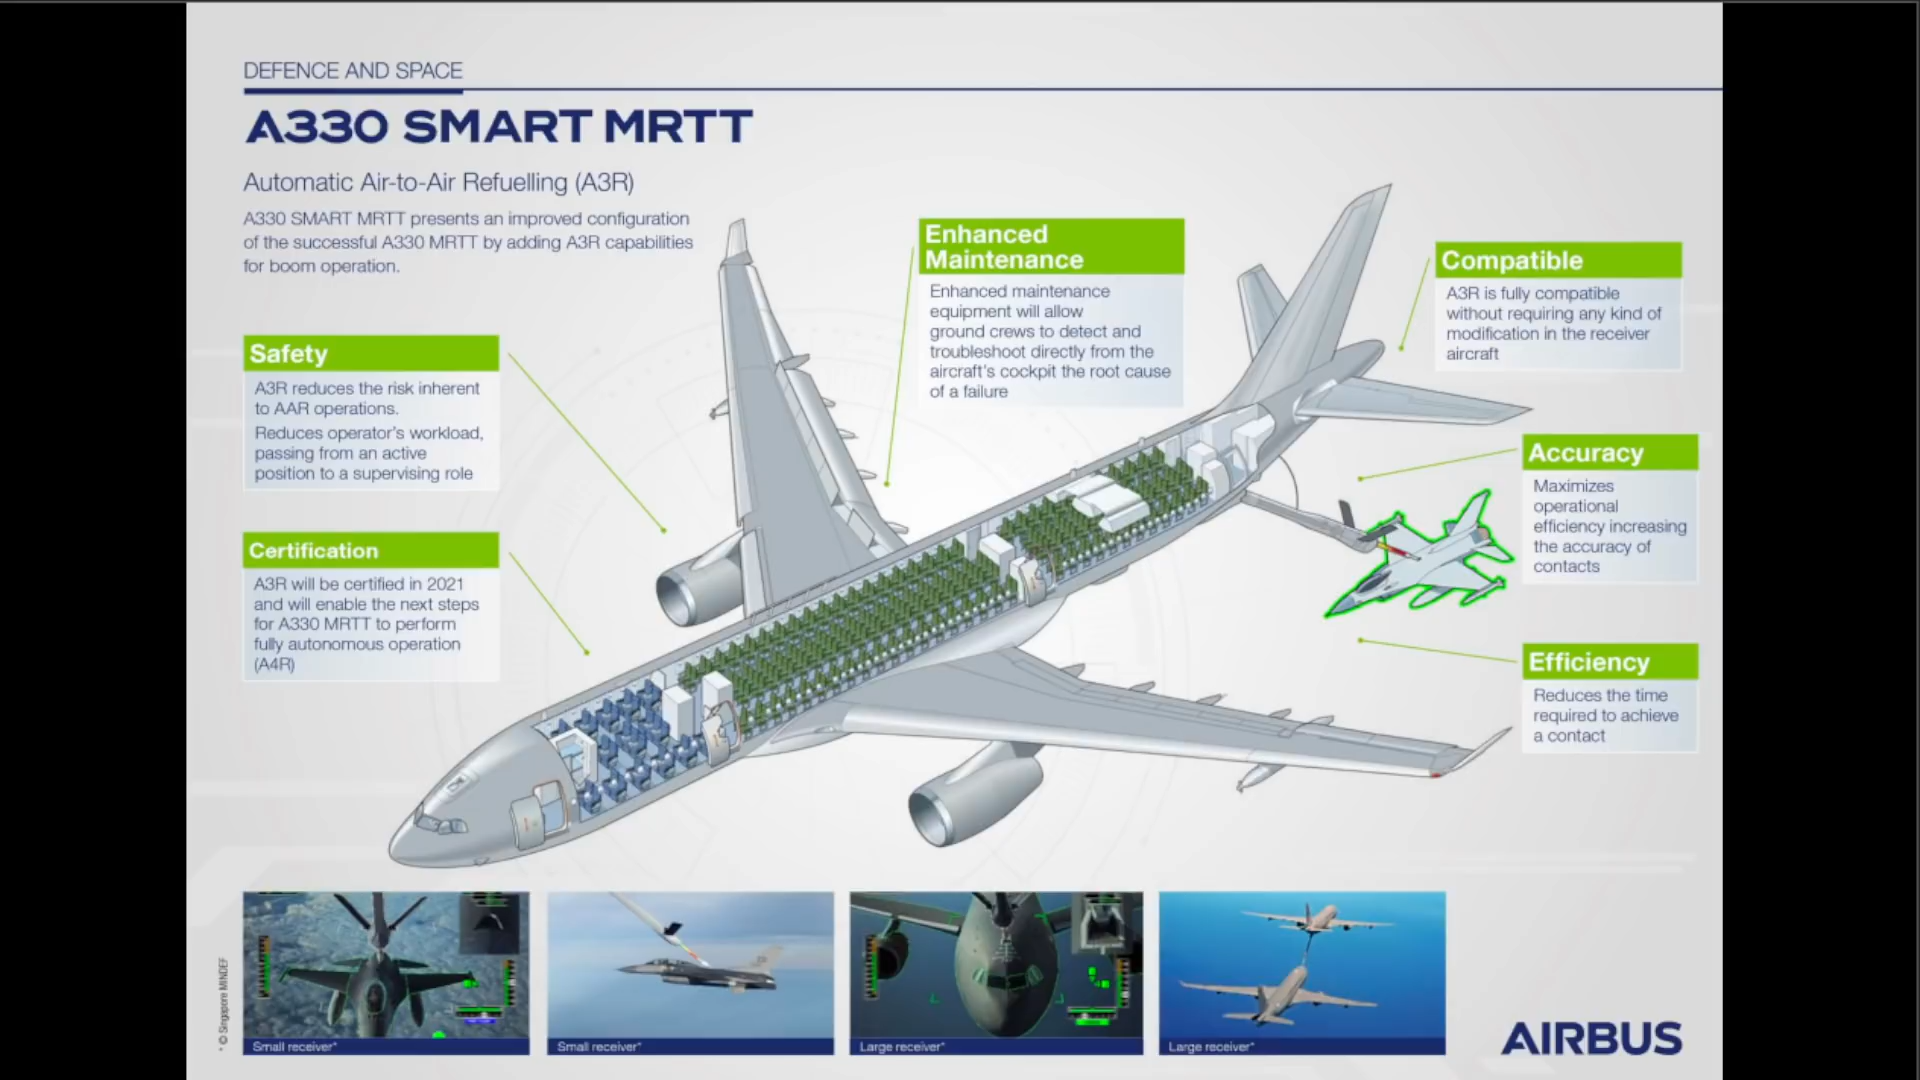 DEFENCE AND SPACE
A330 SMART MRTT
Automatic Air-to-Air Refuelling (A3R)
A330 SMART MRTT presents an improved configuration
of the successful A330 MRTT by adding A3R capabilities
for boom operation.
Safety
A3R reduces the risk inherent
to AAR operations.
Reduces operator's workload,
passing from an active
position to a supervising role
Certification
A3R will be certified in 2021
and will enable the next steps
for A330 MRTT to perform
fully autonomous operation
(A4R)
Enhanced
Maintenance
Enhanced maintenance
equipment will allow
ground crews to detect and
troubleshoot directly from the
aircraft's cockpit the root cause
of a failure
Compatible
A3R is fully compatible
without requiring any kind of
modification in the receiver
aircraft
Accuracy
Maximizes
operational
efficiency increasing
the accuracy of
contacts
Efficiency
Reduces the time
required to achieve
a contact
* © Singapore MINDEF
Small receiver*
Small receiver*
Large receiver*
Large receiver*
AIRBUS